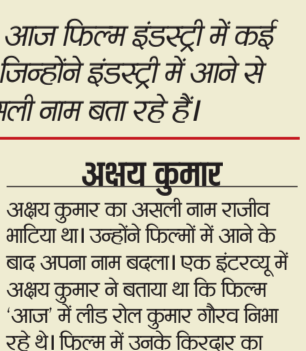 आज फिल्म इंडस्ट्री में कई
जिन्होंने इंडस्ट्री में आने से
नाम बता रहे हैं।
अक्षय कुमार
अक्षय कुमार का असली नाम राजीव
भाटिया था। उन्होंने फिल्मों में आने के
बाद अपना नाम बदला। एक इंटरव्यू में
अक्षय कुमार ने बताया था कि फिल्म
‘आज’ में लीड रोल कुमार गौरव निभा
रहे थे। फिल्म में उनके किरदार का